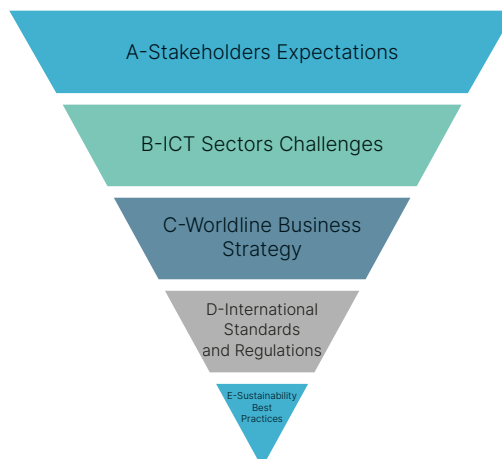 A-Stakeholders Expectations
B-ICT Sectors Challenges
C-Worldline Business
Strategy
D-International
Standards
and Regulations
E-Sustainability
Best
Practices